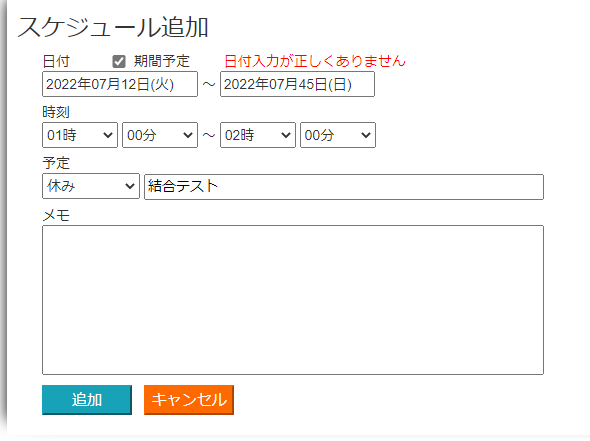 スケジュール追加
日付 期間予定 日付入力が正しくありません
2022年07月12日(火) ～ 2022年07月45日(日)
時刻
01時 00分 ～ 02時 00分
予定
休み 結合テスト
メモ
追加 キャンセル